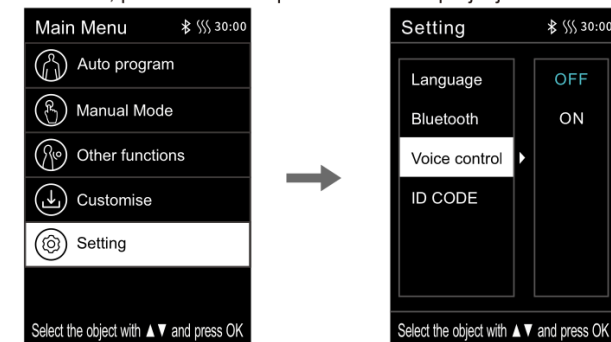 Main Menu 30:00
Auto program
Manual Mode
Other functions
Customise
Setting
Select the object with ▲▼ and press OK
Setting 30:00
Language
Bluetooth
Voice control
ID CODE
OFF
ON
Select the object with ▲▼ and press OK